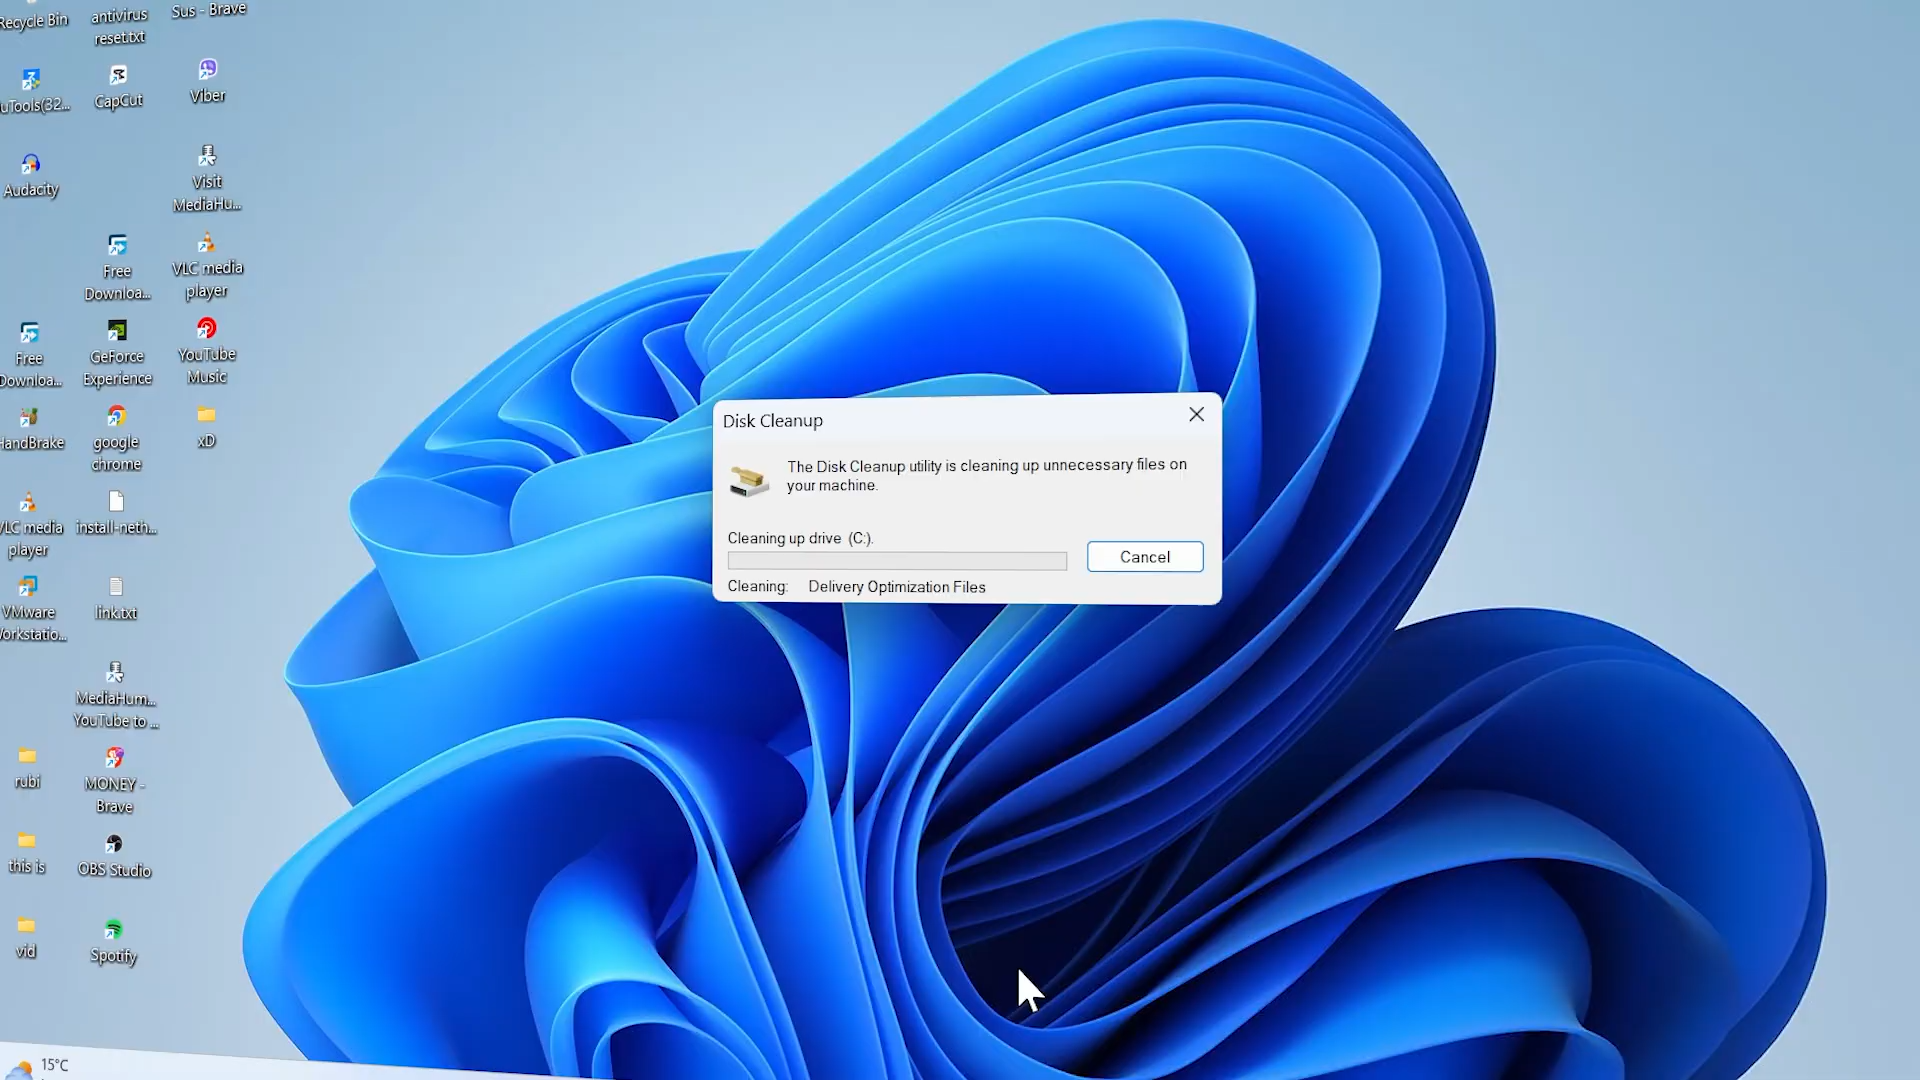 Recycle Bin
antivirus
reset.txt
Sus - Brave
uTools(32...
CapCut
Viber
Audacity
Visit
MediaHu...
Free
Downloa...
VLC media
player
Free
Downloa...
GeForce
Experience
YouTube
Music
HandBrake
google
chrome
xD
VLC media
player
install-neth...
VMware
Workstatio...
link.txt
MediaHum...
YouTube to ...
rubi
MONEY -
Brave
this is
OBS Studio
vid
Spotify
Disk Cleanup
The Disk Cleanup utility is cleaning up unnecessary files on
your machine.
Cleaning up drive (C:).
Cancel
Cleaning: Delivery Optimization Files
15°C